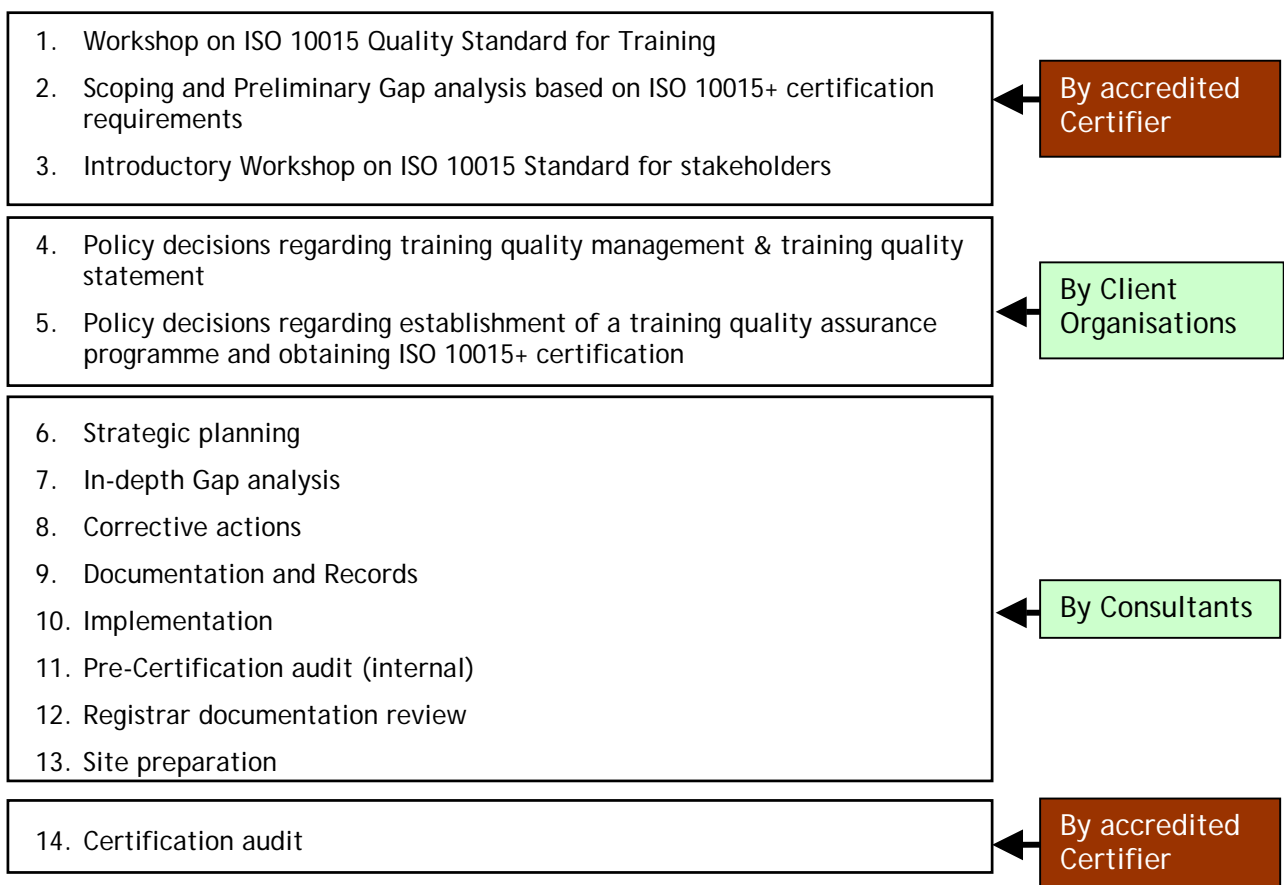 1. Workshop on ISO 10015 Quality Standard for Training
2. Scoping and Preliminary Gap analysis based on ISO 10015+ certification
requirements
3. Introductory Workshop on ISO 10015 Standard for stakeholders
By accredited
Certifier
4. Policy decisions regarding training quality management & training quality
statement
5. Policy decisions regarding establishment of a training quality assurance
programme and obtaining ISO 10015+ certification
By Client
Organisations
6. Strategic planning
7. In-depth Gap analysis
8. Corrective actions
9. Documentation and Records
10. Implementation
11. Pre-Certification audit (internal)
12. Registrar documentation review
13. Site preparation
By Consultants
14. Certification audit
By accredited
Certifier